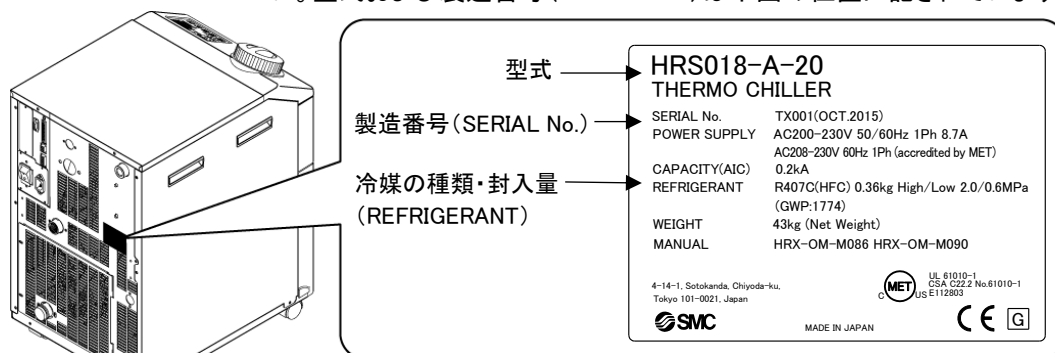 型式
製造番号(SERIAL No.)
冷媒の種類・封入量
(REFRIGERANT)
HRS018-A-20
THERMO CHILLER
SERIAL No. TX001(OCT.2015)
POWER SUPPLY AC200-230V 50/60Hz 1Ph 8.7A
AC208-230V 60Hz 1Ph (accredited by MET)
CAPACITY(AIC) 0.2kA
REFRIGERANT R407C(HFC) 0.36kg High/Low 2.0/0.6MPa
(GWP:1774)
WEIGHT 43kg (Net Weight)
MANUAL HRX-OM-M086 HRX-OM-M090
4-14-1, Sotokanda, Chiyoda-ku,
Tokyo 101-0021, Japan
SMC
MADE IN JAPAN
C MET US
UL 61010-1
CSA C22.2 No.61010-1
E112803
CE G